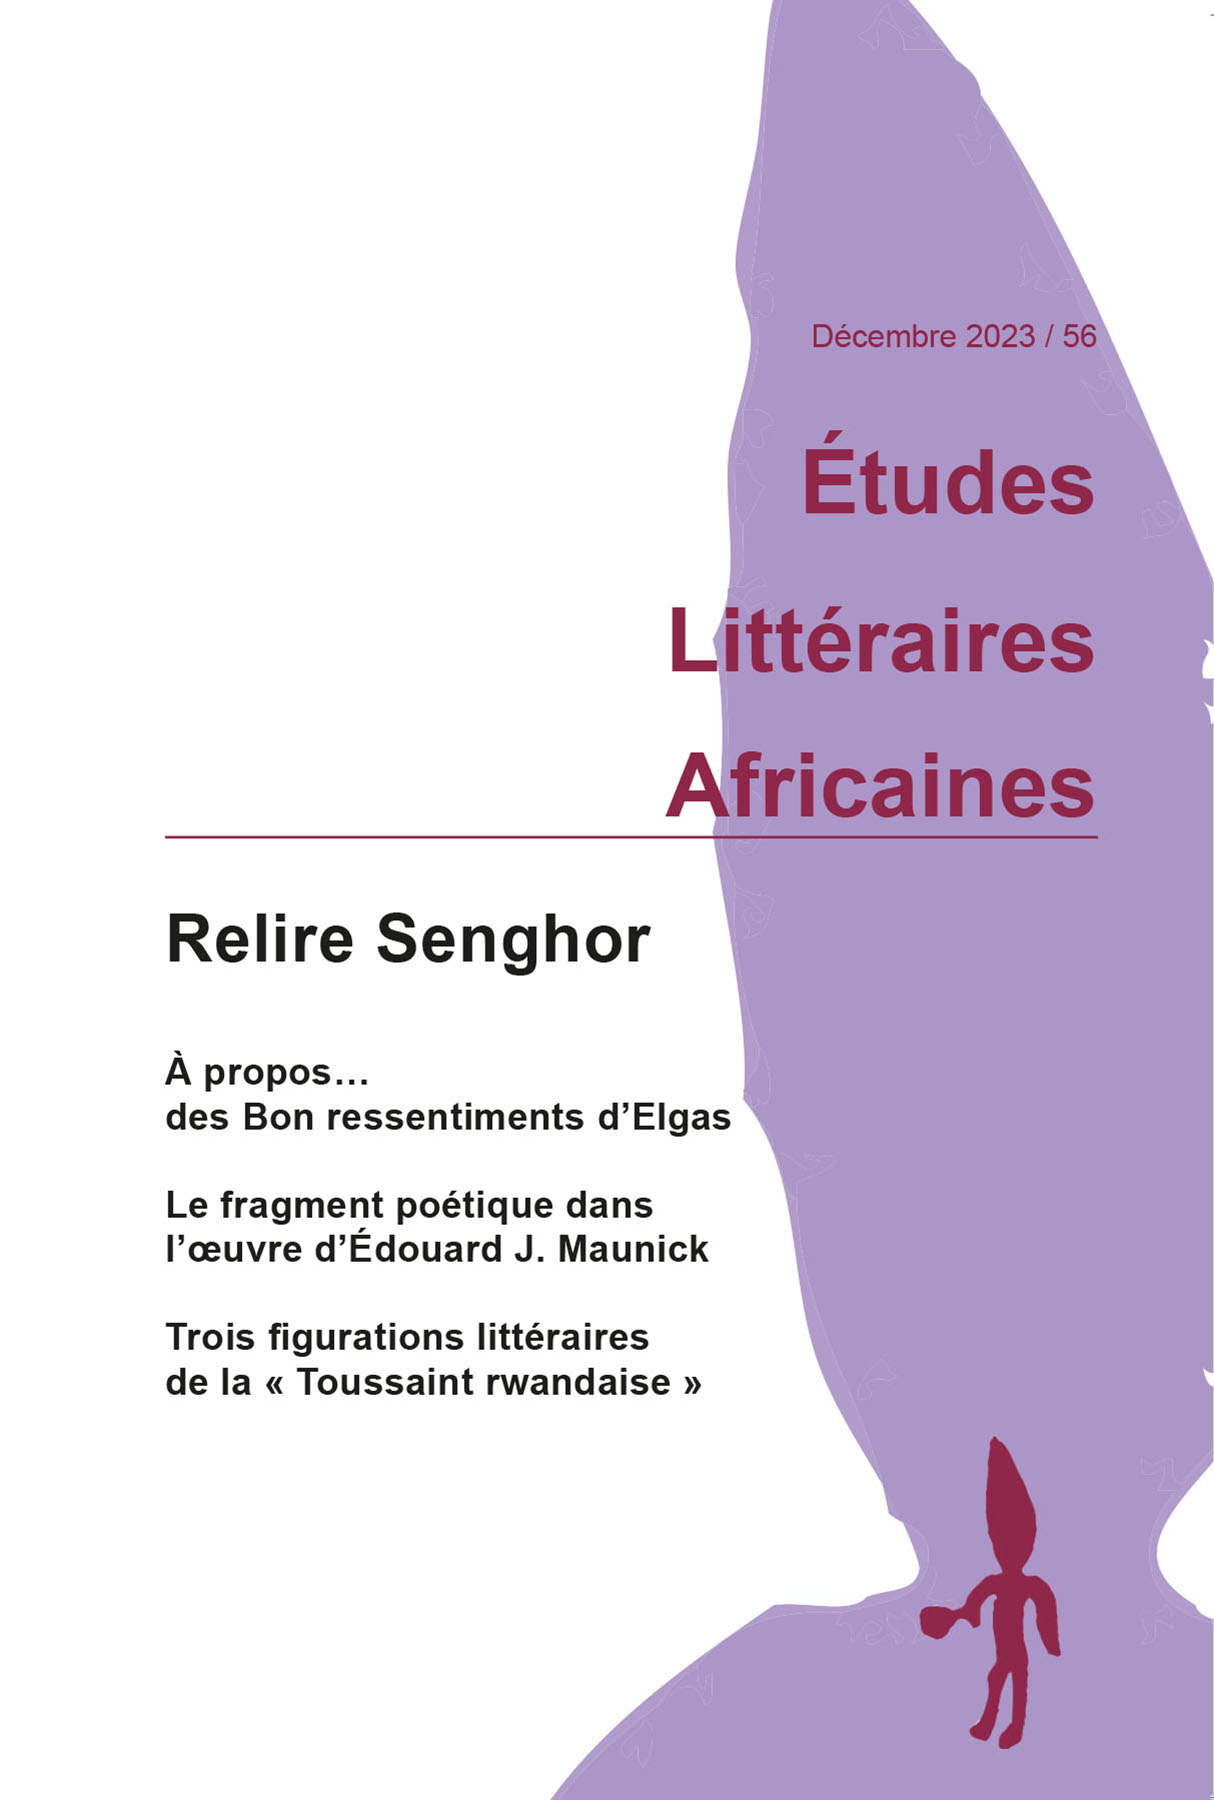 Décembre 2023 / 56
Études
Littéraires
Africaines
Relire Senghor
À propos…
des Bon ressentiments d’Elgas
Le fragment poétique dans
l’œuvre d’Édouard J. Maunick
Trois figurations littéraires
de la « Toussaint rwandaise »